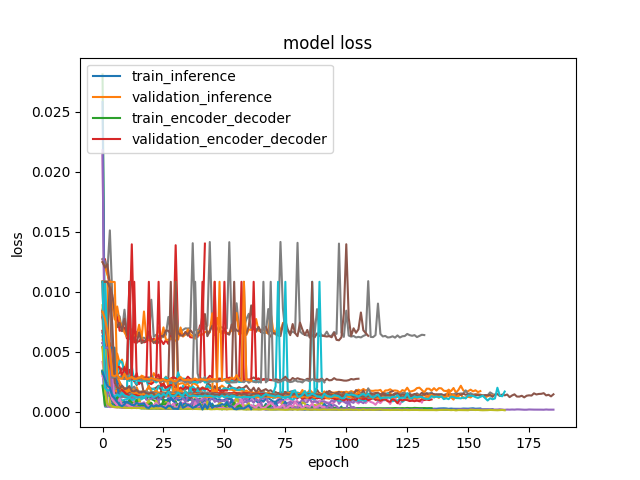 model loss
train_inference
validation_inference
train_encoder_decoder
validation_encoder_decoder
0.025
0.020
0.015
0.010
0.005
0.000
loss
0 25 50 75 100 125 150 175
epoch